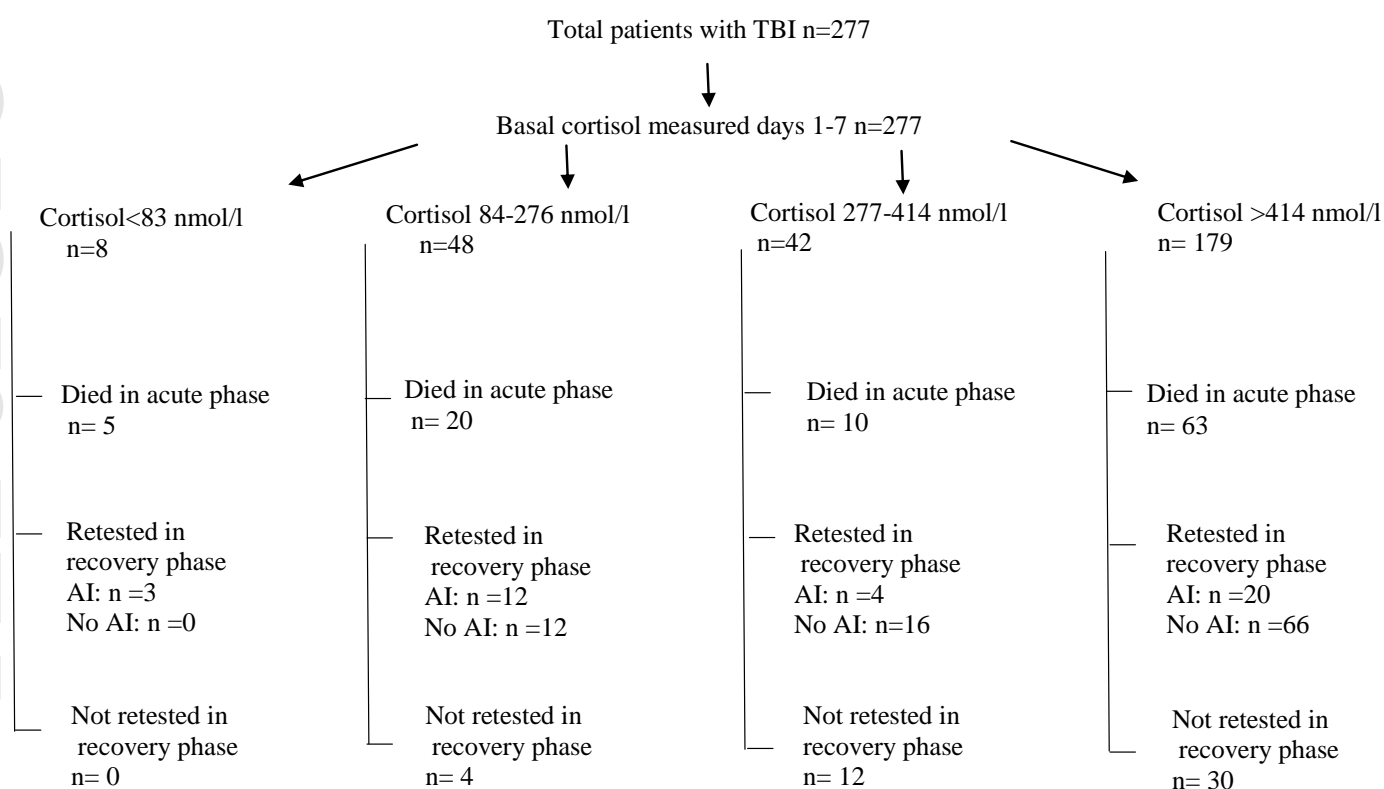 Total patients with TBI n=277
Basal cortisol measured days 1-7 n=277
Cortisol<83 nmol/l
n=8
Died in acute phase
n= 5
Retested in
recovery phase
AI: n =3
No AI: n =0
Not retested in
recovery phase
n= 0
Cortisol 84-276 nmol/l
n=48
Died in acute phase
n= 20
Retested in
recovery phase
AI: n =12
No AI: n =12
Not retested in
recovery phase
n= 4
Cortisol 277-414 nmol/l
n=42
Died in acute phase
n= 10
Retested in
recovery phase
AI: n =4
No AI: n=16
Not retested in
recovery phase
n= 12
Cortisol >414 nmol/l
n= 179
Died in acute phase
n= 63
Retested in
recovery phase
AI: n =20
No AI: n =66
Not retested in
recovery phase
n= 30